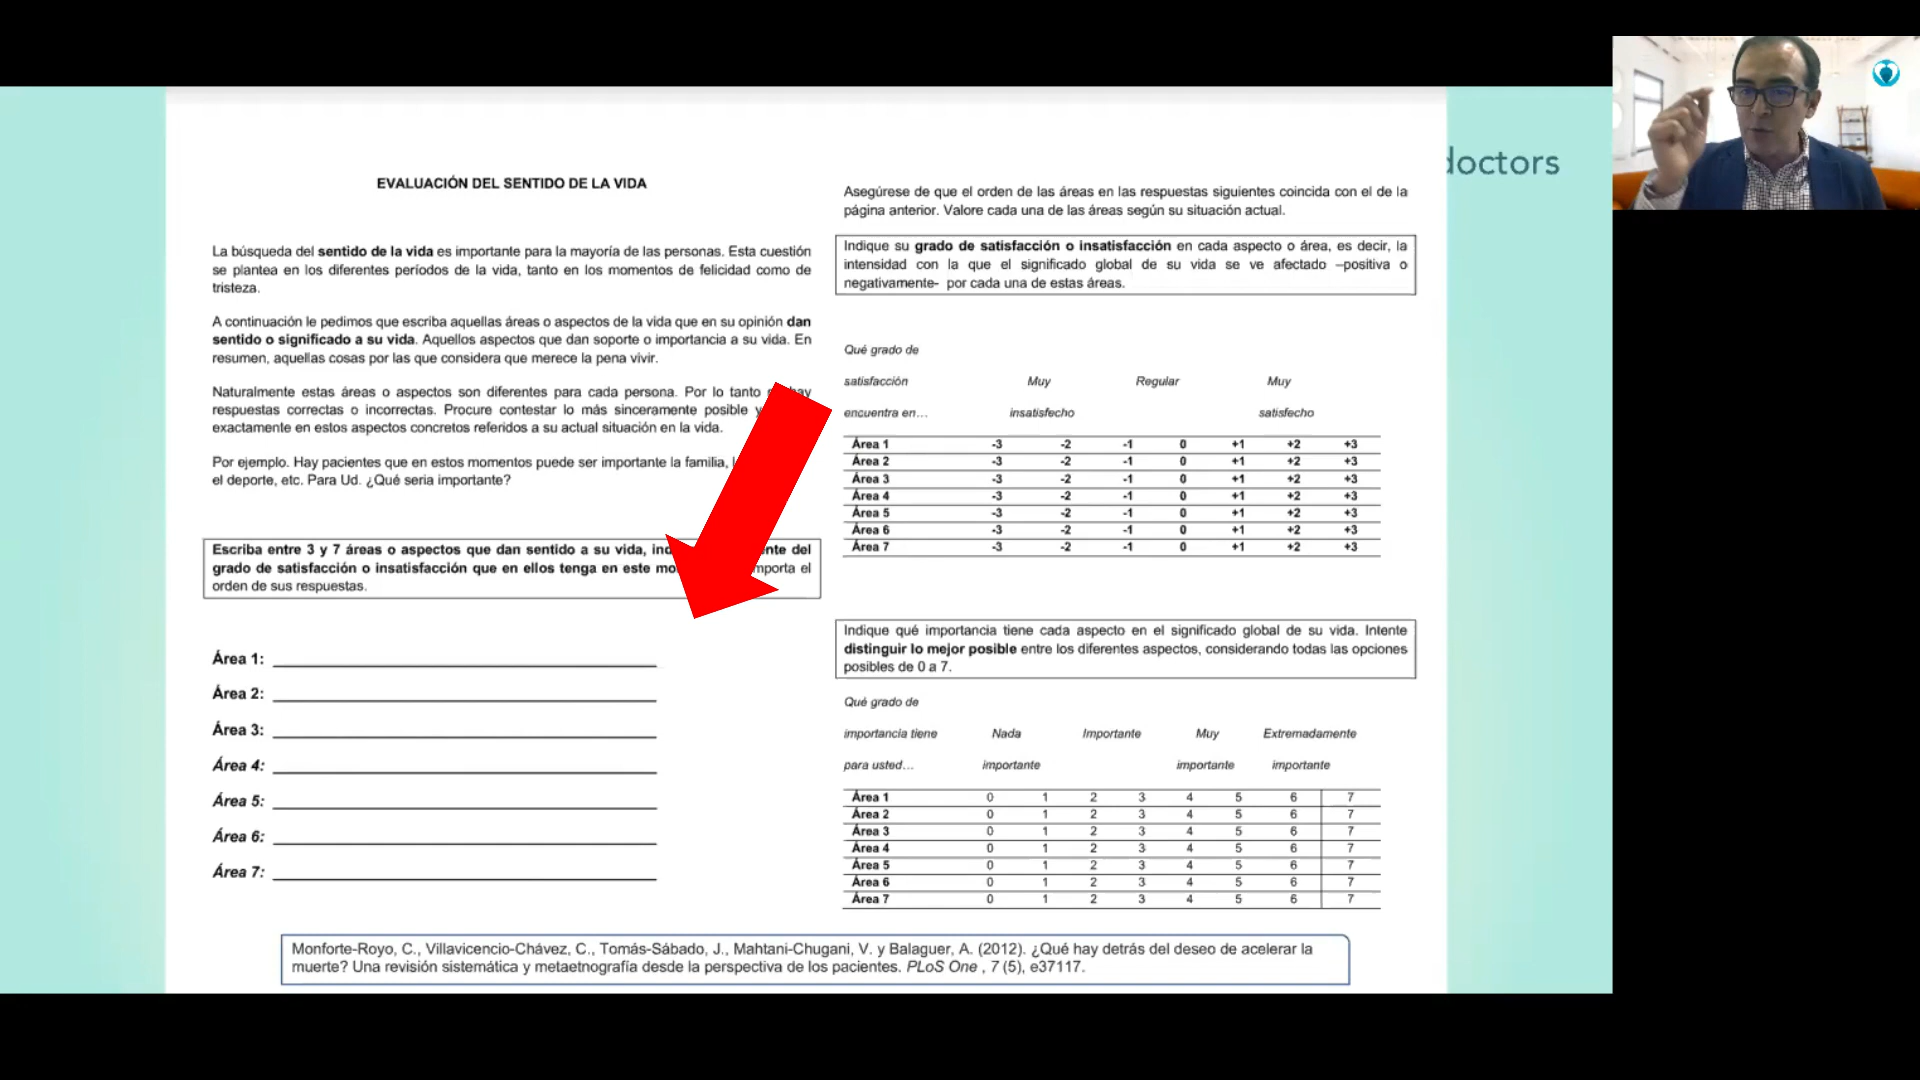 doctors
EVALUACIÓN DEL SENTIDO DE LA VIDA
La búsqueda del sentido de la vida es importante para la mayoría de las personas. Esta cuestión
se plantea en los diferentes períodos de la vida, tanto en los momentos de felicidad como de
tristeza.
A continuación le pedimos que escriba aquellas áreas o aspectos de la vida que en su opinión dan
sentido o significado a su vida. Aquellos aspectos que dan soporte o importancia a su vida. En
resumen, aquellas cosas por las que considera que merece la pena vivir.
Naturalmente estas áreas o aspectos son diferentes para cada persona. Por lo tanto hay
respuestas correctas o incorrectas. Procure contestar lo más sinceramente posible y
exactamente en estos aspectos concretos referidos a su actual situación en la vida.
Por ejemplo. Hay pacientes que en estos momentos puede ser importante la familia,
el deporte, etc. Para Ud. ¿Qué seria importante?
Escriba entre 3 y 7 áreas o aspectos que dan sentido a su vida, del
grado de satisfacción o insatisfacción que en ellos tenga en este el
orden de sus respuestas.
Área 1:
Área 2:
Área 3:
Área 4:
Área 5:
Área 6:
Área 7:
Asegúrese de que el orden de las áreas en las respuestas siguientes coincida con el de la
página anterior. Valore cada una de las áreas según su situación actual.
Indique su grado de satisfacción o insatisfacción en cada aspecto o área, es decir, la
intensidad con la que el significado global de su vida se ve afectado –positiva o
negativamente- por cada una de estas áreas.
Qué grado de
satisfacción Muy Regular Muy
encuentra en… insatisfecho satisfecho
Área 1 -3 -2 -1 0 +1 +2 +3
Área 2 -3 -2 -1 0 +1 +2 +3
Área 3 -3 -2 -1 0 +1 +2 +3
Área 4 -3 -2 -1 0 +1 +2 +3
Área 5 -3 -2 -1 0 +1 +2 +3
Área 6 -3 -2 -1 0 +1 +2 +3
Área 7 -3 -2 -1 0 +1 +2 +3
Indique qué importancia tiene cada aspecto en el significado global de su vida. Intente
distinguir lo mejor posible entre los diferentes aspectos, considerando todas las opciones
posibles de 0 a 7.
Qué grado de
importancia tiene Nada Importante Muy Extremadamente
para usted… importante importante importante
Área 1 0 1 2 3 4 5 6 7
Área 2 0 1 2 3 4 5 6 7
Área 3 0 1 2 3 4 5 6 7
Área 4 0 1 2 3 4 5 6 7
Área 5 0 1 2 3 4 5 6 7
Área 6 0 1 2 3 4 5 6 7
Área 7 0 1 2 3 4 5 6 7
Monforte-Royo, C., Villavicencio-Chávez, C., Tomás-Sábado, J., Mahtani-Chugani, V. y Balaguer, A. (2012). ¿Qué hay detrás del deseo de acelerar la
muerte? Una revisión sistemática y metaetnografía desde la perspectiva de los pacientes. PLoS One , 7 (5), e37117.